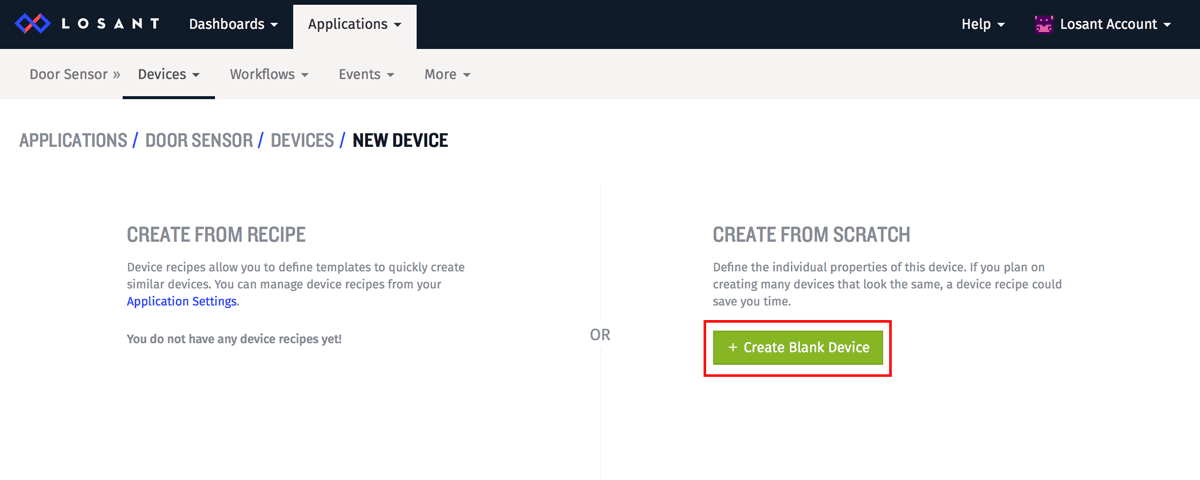 LOSANT Dashboards Applications Help Losant Account
Door Sensor » Devices Workflows Events More
APPLICATIONS / DOOR SENSOR / DEVICES / NEW DEVICE
CREATE FROM RECIPE
Device recipes allow you to define templates to quickly create
similar devices. You can manage device recipes from your
Application Settings.
You do not have any device recipes yet!
OR
CREATE FROM SCRATCH
Define the individual properties of this device. If you plan on
creating many devices that look the same, a device recipe could
save you time.
+ Create Blank Device